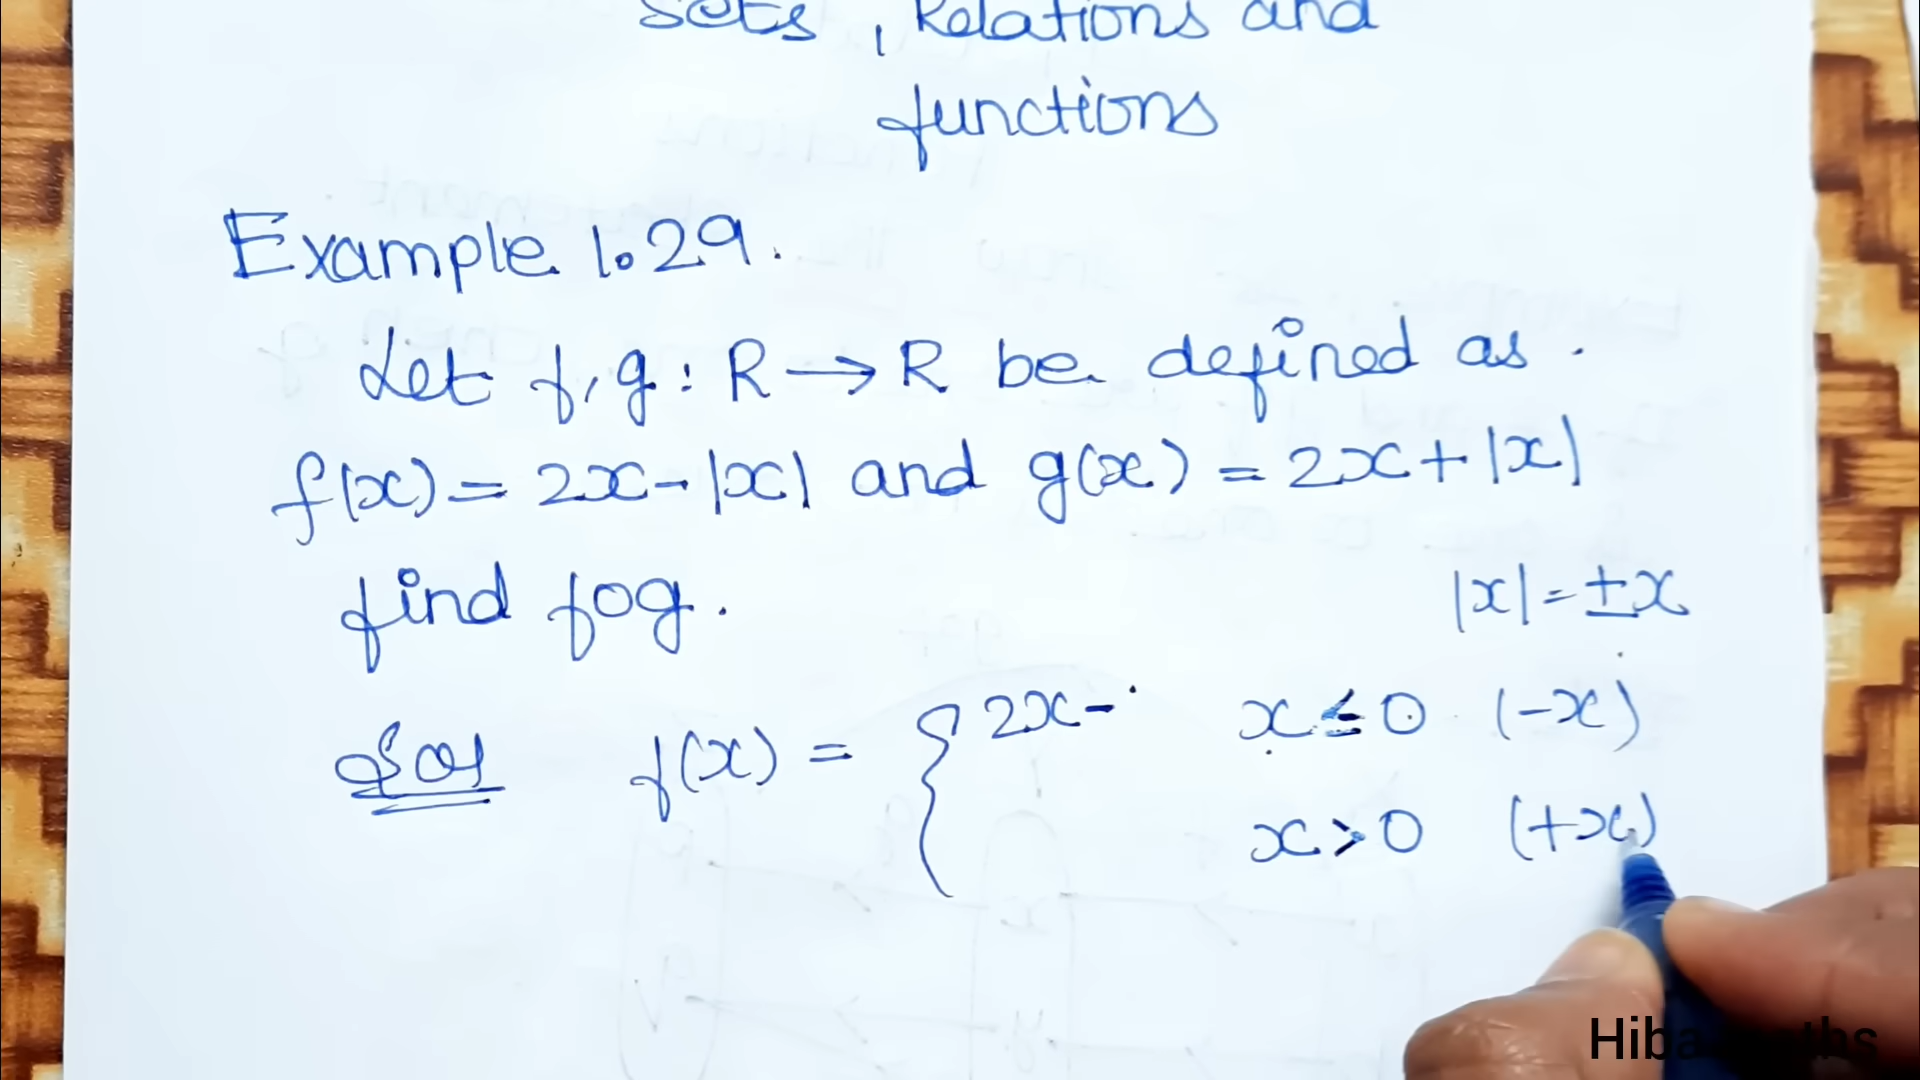 Sets, Relations and
functions
Example 1.29.
Let f,g: R → R be defined as.
f(x) = 2x-|x| and g(x) = 2x+|x|
find fog.
|x| = ±x
Sol f(x) = { 2x- x ≤ 0 (-x)
x > 0 (+x)
Hiba